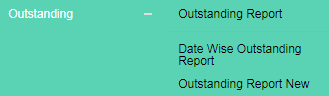 Outstanding
Outstanding Report
Date Wise Outstanding
Report
Outstanding Report New